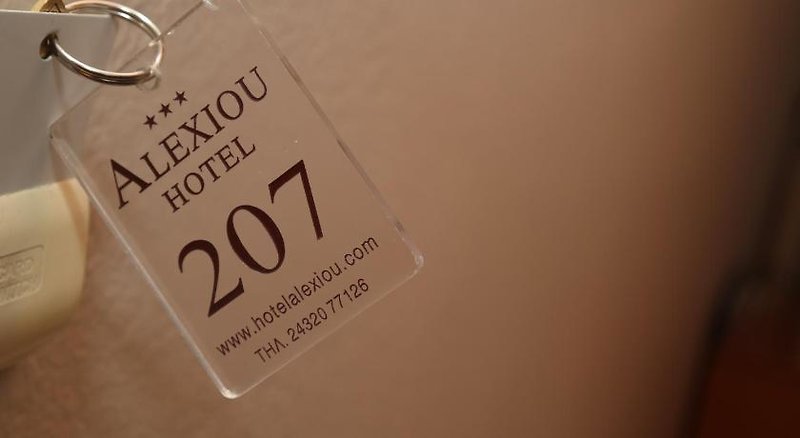 ★★★
ALEXIOU
HOTEL
207
www.hotelalexiou.com
ΤΗΛ. 24320 77126